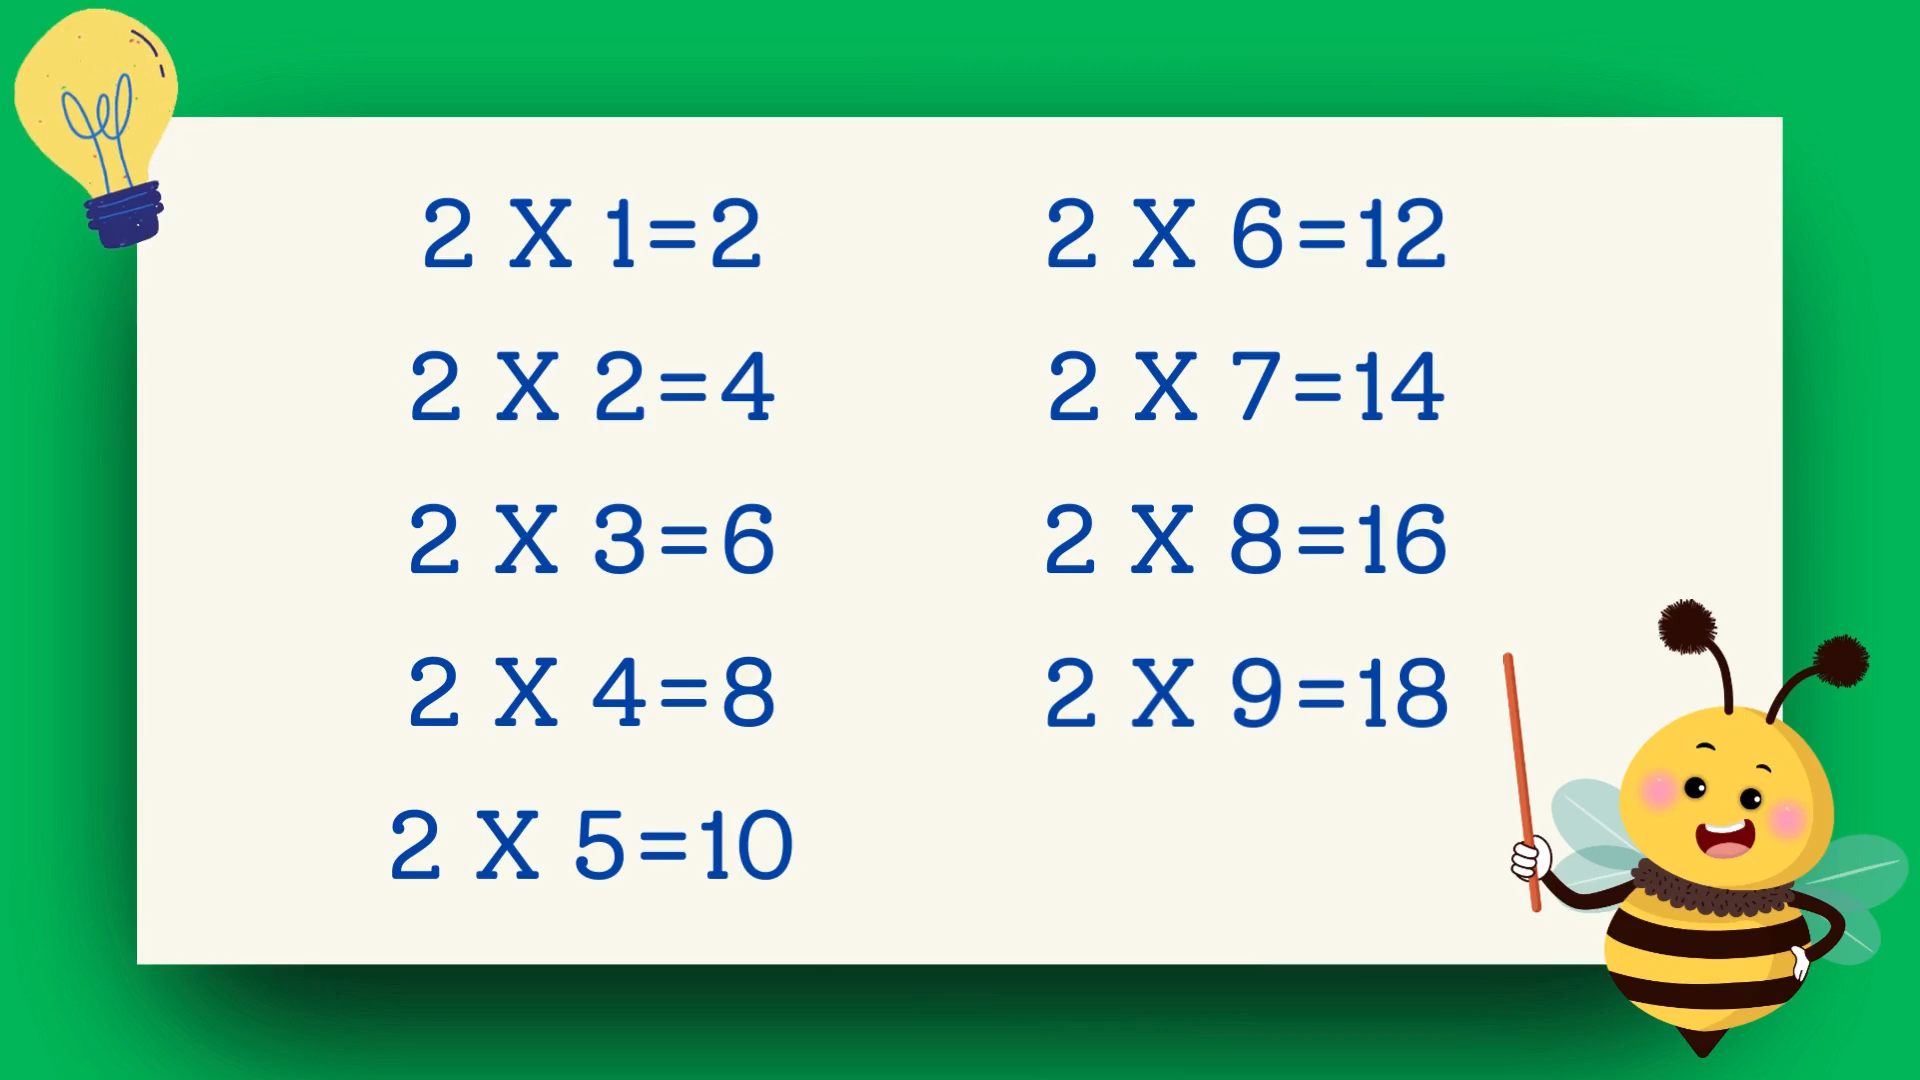 2 X 1=2
2 X 2=4
2 X 3=6
2 X 4=8
2 X 5=10
2 X 6=12
2 X 7=14
2 X 8=16
2 X 9=18